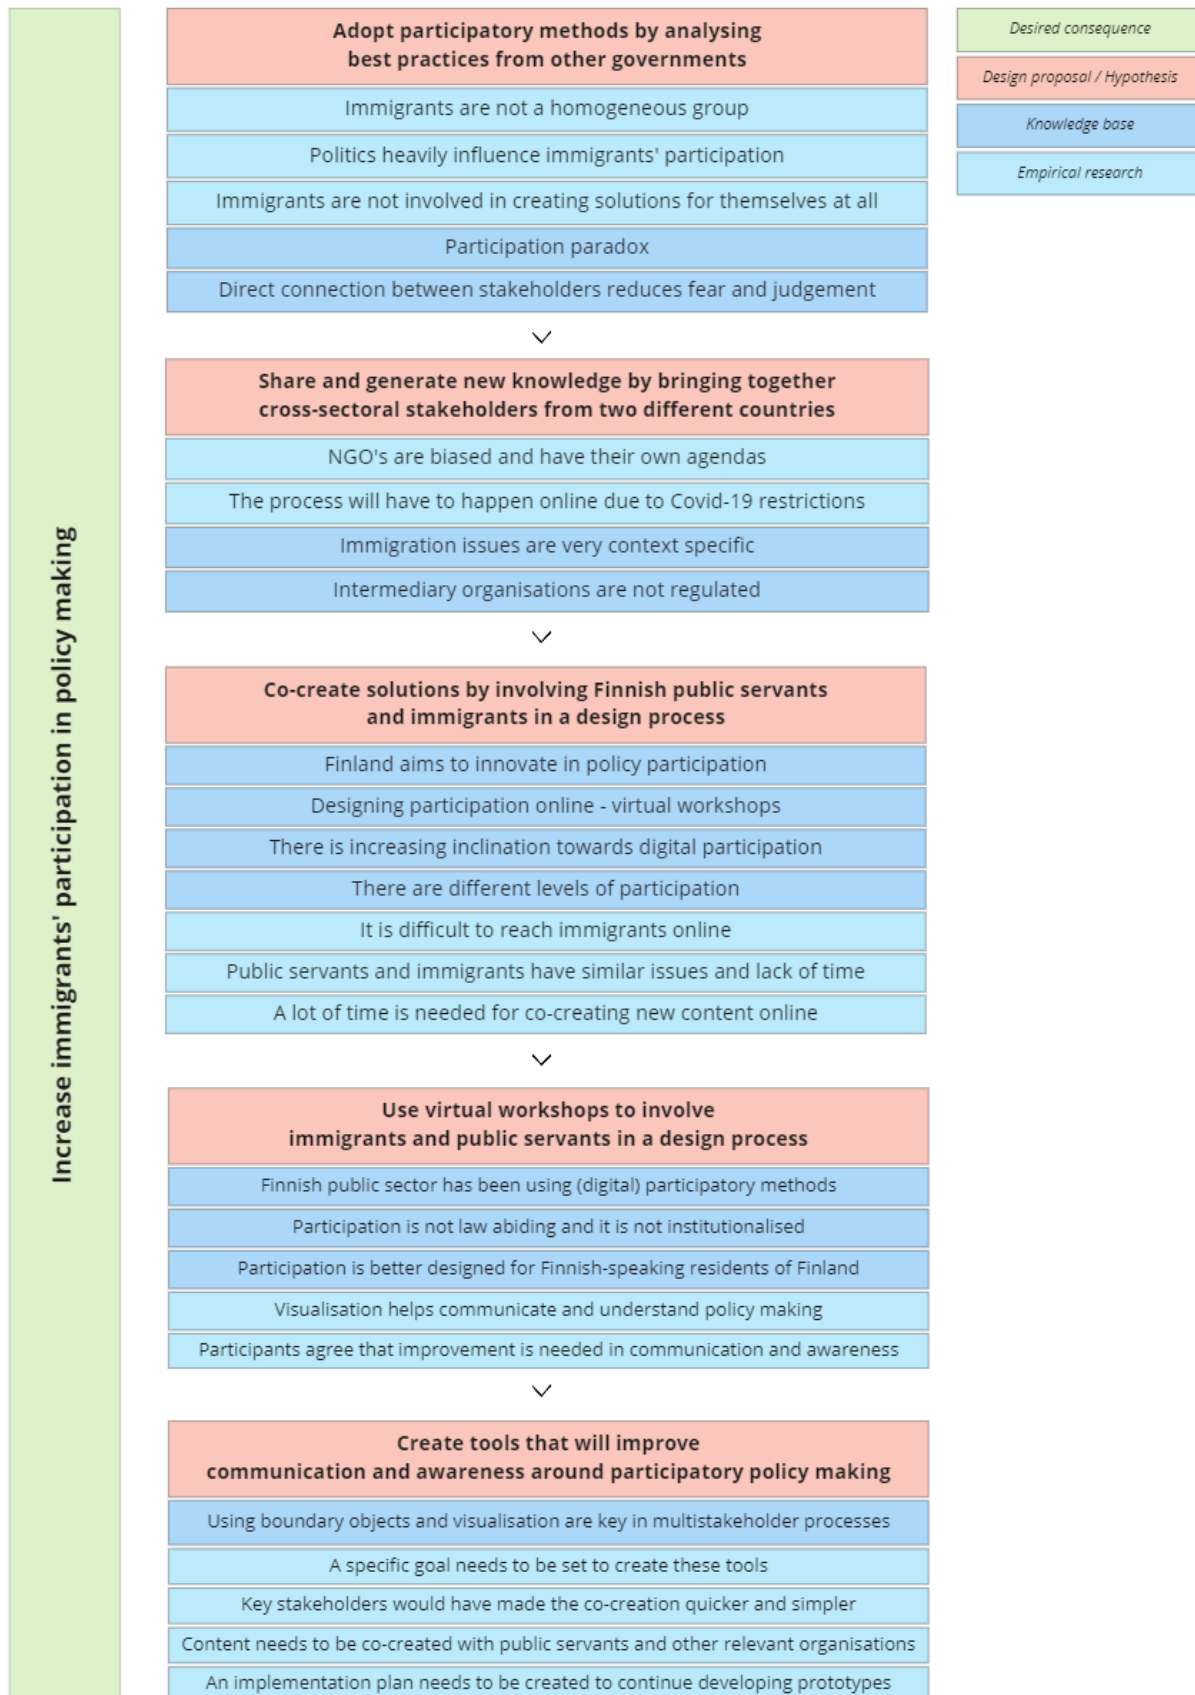 Increase immigrants' participation in policy making
Adopt participatory methods by analysing
best practices from other governments
Immigrants are not a homogeneous group
Politics heavily influence immigrants' participation
Immigrants are not involved in creating solutions for themselves at all
Participation paradox
Direct connection between stakeholders reduces fear and judgement
Share and generate new knowledge by bringing together
cross-sectoral stakeholders from two different countries
NGO's are biased and have their own agendas
The process will have to happen online due to Covid-19 restrictions
Immigration issues are very context specific
Intermediary organisations are not regulated
Co-create solutions by involving Finnish public servants
and immigrants in a design process
Finland aims to innovate in policy participation
Designing participation online - virtual workshops
There is increasing inclination towards digital participation
There are different levels of participation
It is difficult to reach immigrants online
Public servants and immigrants have similar issues and lack of time
A lot of time is needed for co-creating new content online
Use virtual workshops to involve
immigrants and public servants in a design process
Finnish public sector has been using (digital) participatory methods
Participation is not law abiding and it is not institutionalised
Participation is better designed for Finnish-speaking residents of Finland
Visualisation helps communicate and understand policy making
Participants agree that improvement is needed in communication and awareness
Create tools that will improve
communication and awareness around participatory policy making
Using boundary objects and visualisation are key in multistakeholder processes
A specific goal needs to be set to create these tools
Key stakeholders would have made the co-creation quicker and simpler
Content needs to be co-created with public servants and other relevant organisations
An implementation plan needs to be created to continue developing prototypes
Desired consequence
Design proposal / Hypothesis
Knowledge base
Empirical research